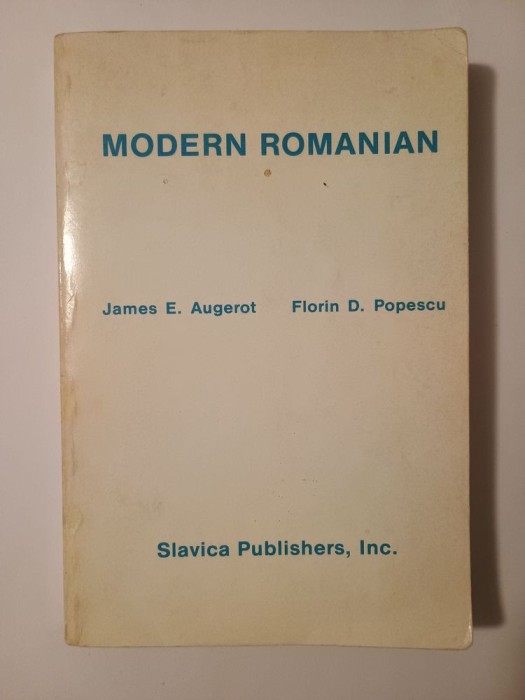 MODERN ROMANIAN
James E. Augerot Florin D. Popescu
Slavica Publishers, Inc.